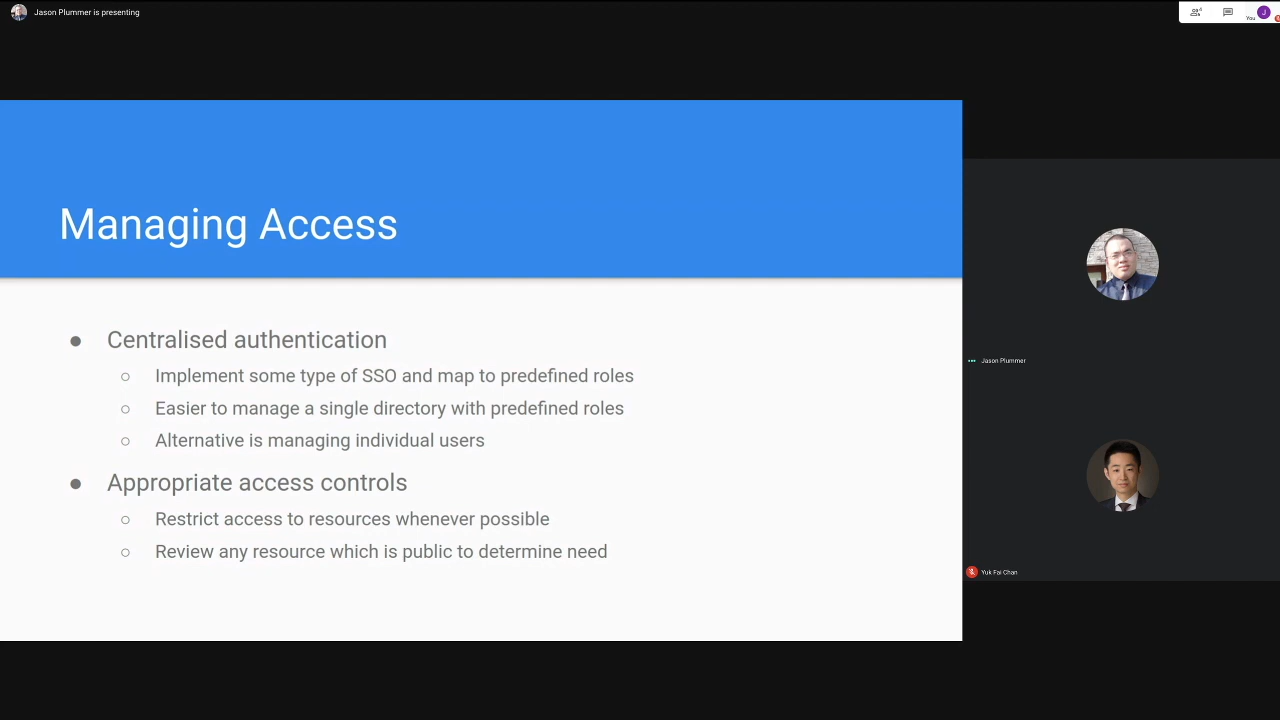 Jason Plummer is presenting
4
You
J
Managing Access
● Centralised authentication
○ Implement some type of SSO and map to predefined roles
○ Easier to manage a single directory with predefined roles
○ Alternative is managing individual users
● Appropriate access controls
○ Restrict access to resources whenever possible
○ Review any resource which is public to determine need
Jason Plummer
Yuk Fai Chan